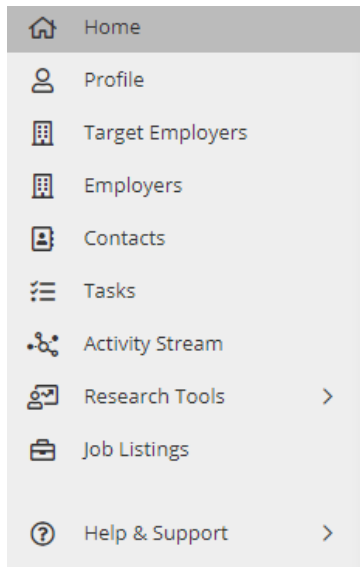 Home
Profile
Target Employers
Employers
Contacts
Tasks
Activity Stream
Research Tools
Job Listings
Help & Support